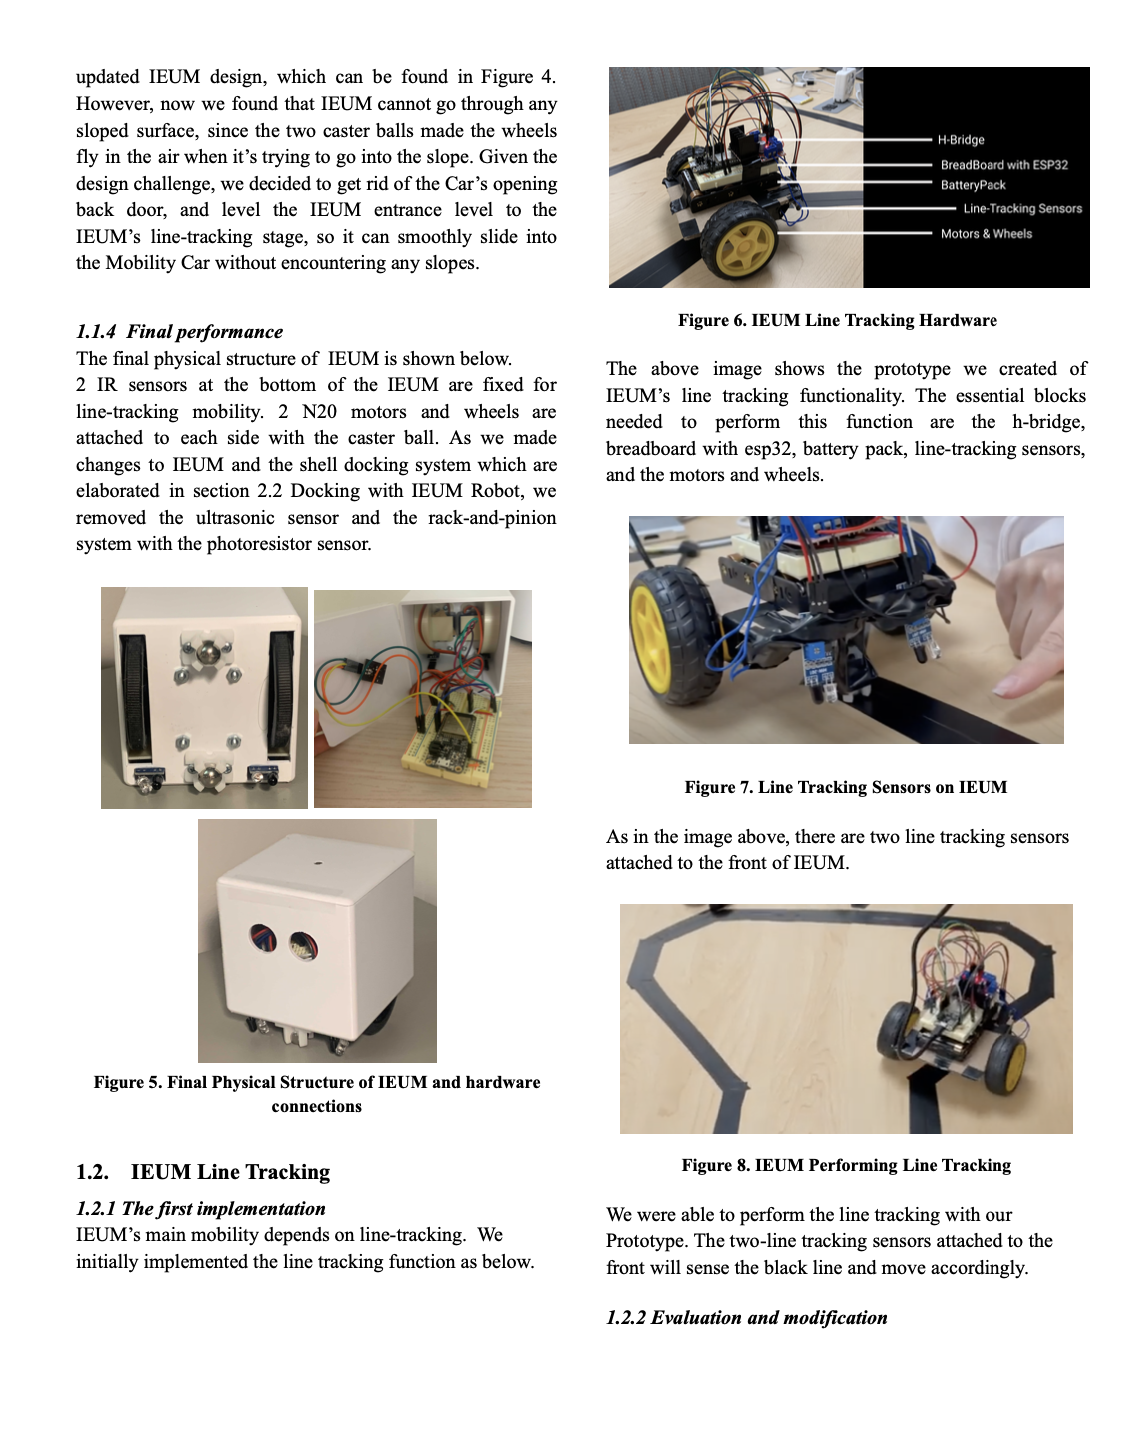 updated IEUM design, which can be found in Figure 4.
However, now we found that IEUM cannot go through any
sloped surface, since the two caster balls made the wheels
fly in the air when it’s trying to go into the slope. Given the
design challenge, we decided to get rid of the Car’s opening
back door, and level the IEUM entrance level to the
IEUM’s line-tracking stage, so it can smoothly slide into
the Mobility Car without encountering any slopes.
1.1.4 Final performance
The final physical structure of IEUM is shown below.
2 IR sensors at the bottom of the IEUM are fixed for
line-tracking mobility. 2 N20 motors and wheels are
attached to each side with the caster ball. As we made
changes to IEUM and the shell docking system which are
elaborated in section 2.2 Docking with IEUM Robot, we
removed the ultrasonic sensor and the rack-and-pinion
system with the photoresistor sensor.
Figure 5. Final Physical Structure of IEUM and hardware
connections
1.2. IEUM Line Tracking
1.2.1 The first implementation
IEUM’s main mobility depends on line-tracking. We
initially implemented the line tracking function as below.
H-Bridge
BreadBoard with ESP32
BatteryPack
Line-Tracking Sensors
Motors & Wheels
Figure 6. IEUM Line Tracking Hardware
The above image shows the prototype we created of
IEUM’s line tracking functionality. The essential blocks
needed to perform this function are the h-bridge,
breadboard with esp32, battery pack, line-tracking sensors,
and the motors and wheels.
Figure 7. Line Tracking Sensors on IEUM
As in the image above, there are two line tracking sensors
attached to the front of IEUM.
Figure 8. IEUM Performing Line Tracking
We were able to perform the line tracking with our
Prototype. The two-line tracking sensors attached to the
front will sense the black line and move accordingly.
1.2.2 Evaluation and modification